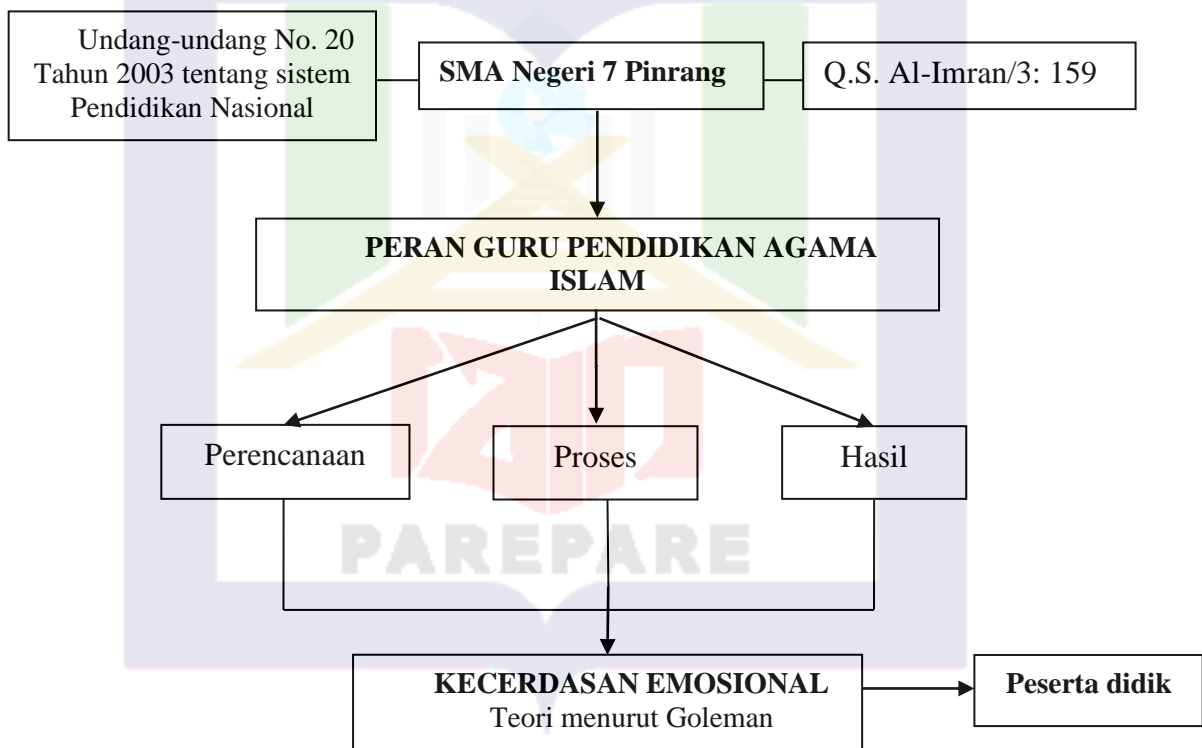 Undang-undang No. 20
Tahun 2003 tentang sistem
Pendidikan Nasional
SMA Negeri 7 Pinrang
Q.S. Al-Imran/3: 159
PERAN GURU PENDIDIKAN AGAMA
ISLAM
Perencanaan
Proses
Hasil
PAREPARE
KECERDASAN EMOSIONAL
Teori menurut Goleman
Peserta didik